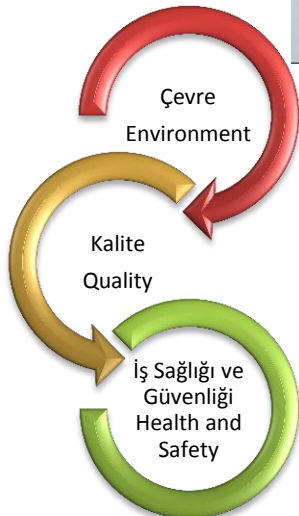 Çevre
Environment
Kalite
Quality
İş Sağlığı ve
Güvenliği
Health and
Safety